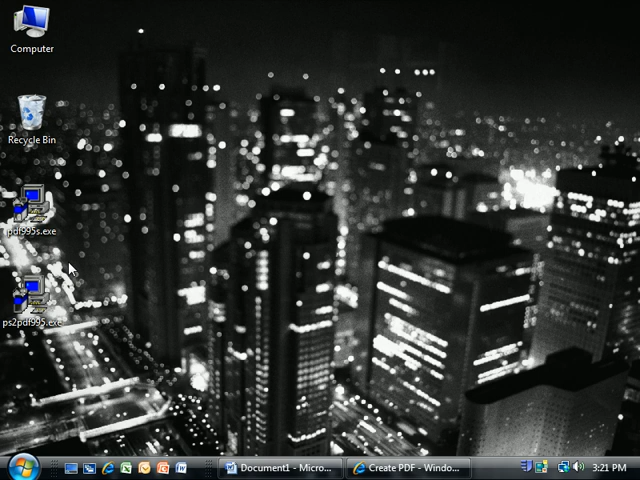 Computer
Recycle Bin
pdf995s.exe
ps2pdf995.exe
Document1 - Micro...
Create PDF - Windo...
3:21 PM